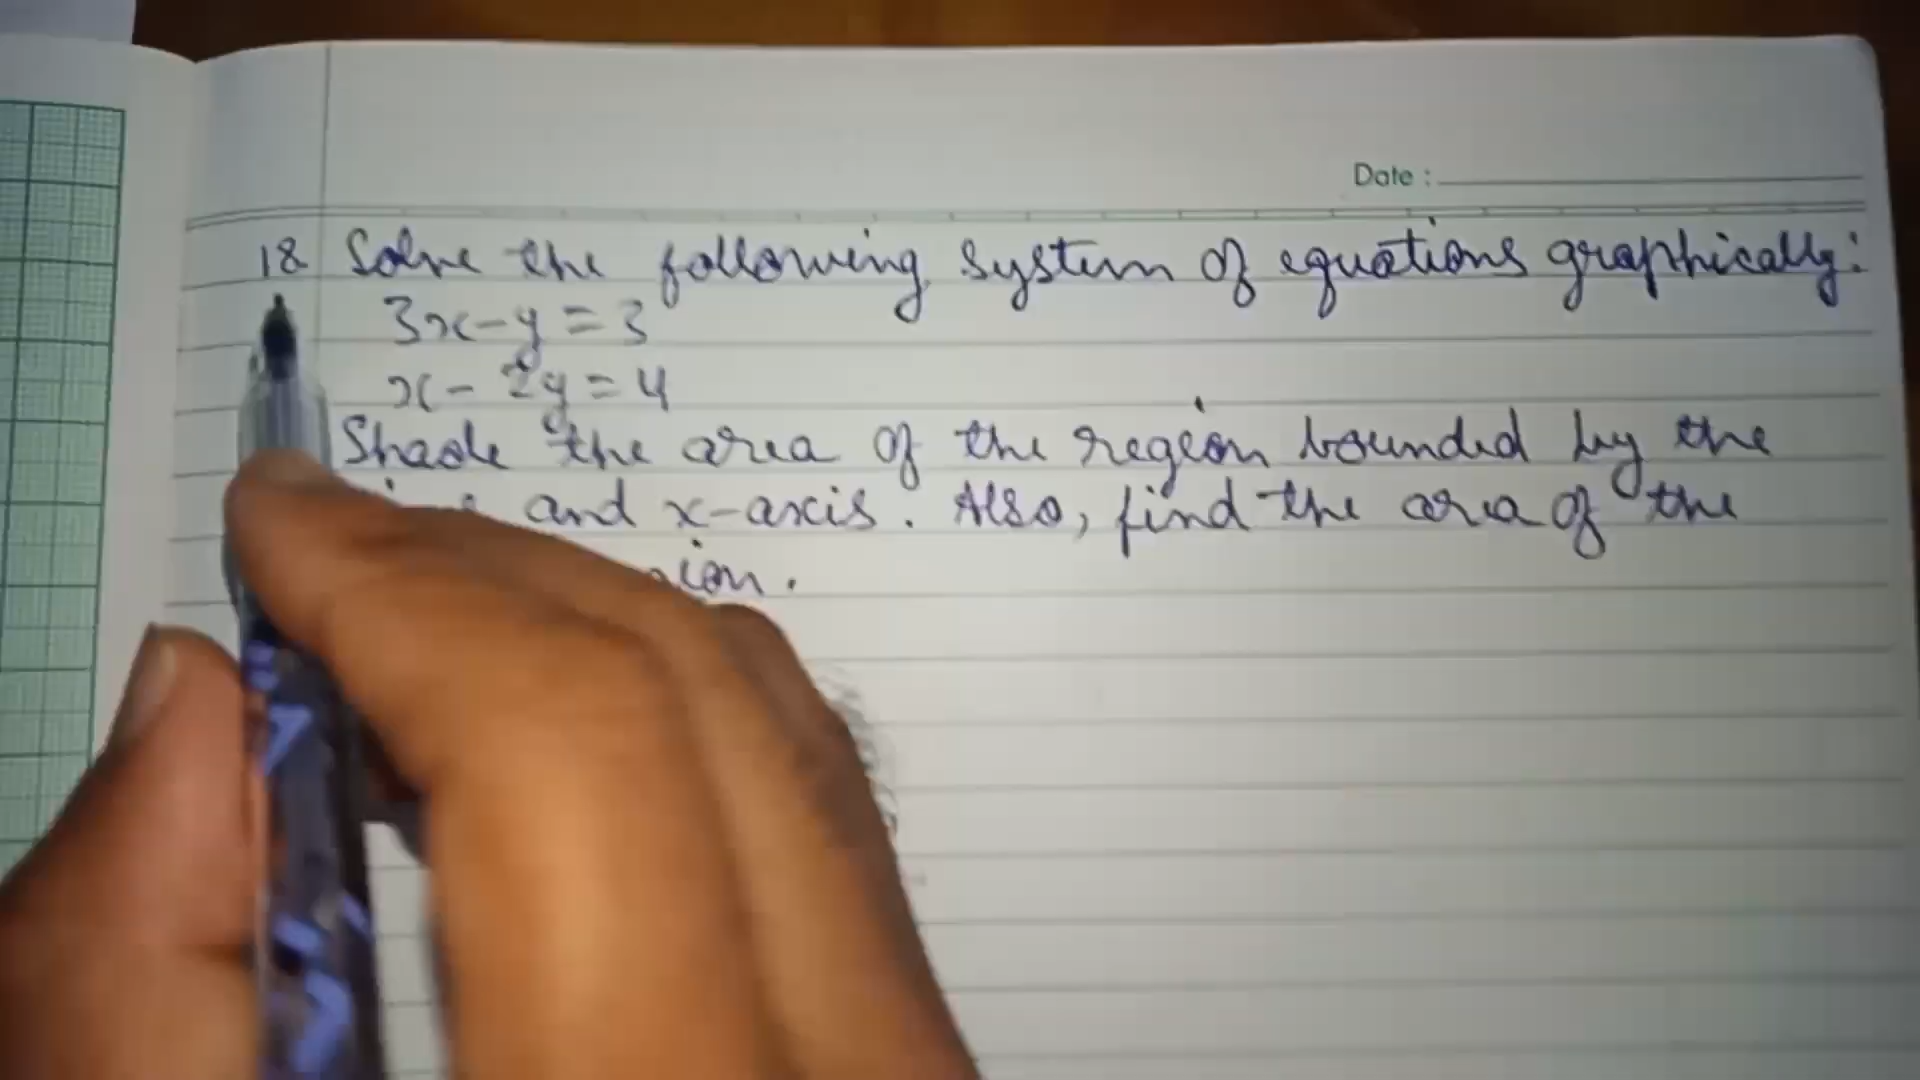 Date :
18 Solve the following system of equations graphically:
3x-y=3
x-2y=4
Shade the area of the region bounded by the
and x-axis. Also, find the area of the